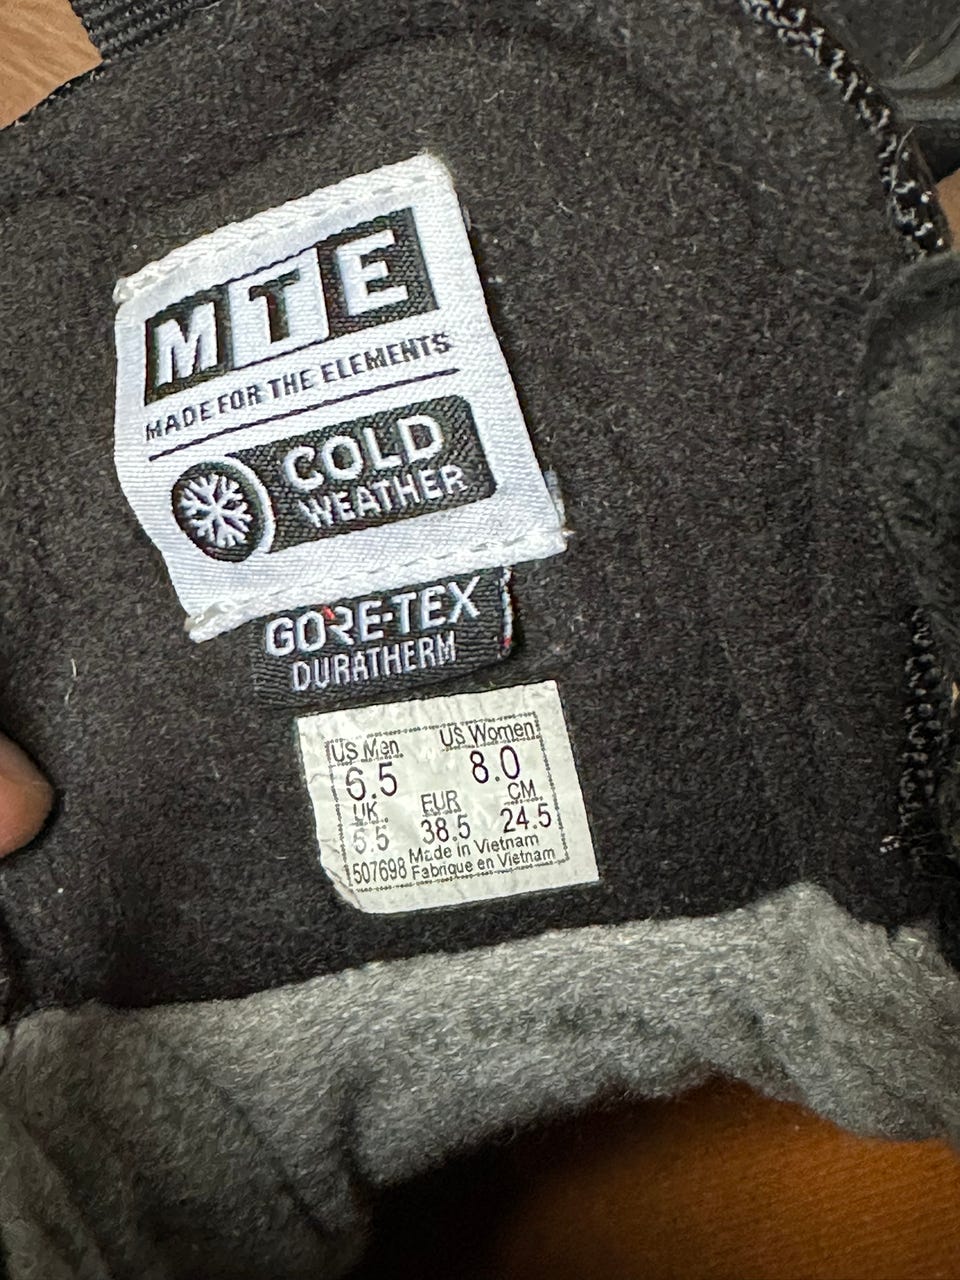 MTE
MADE FOR THE ELEMENTS
COLD
WEATHER
GORE-TEX
DURATHERM
US Men US Women
6.5 8.0
UK EUR CM
5.5 38.5 24.5
Made in Vietnam
507698 Fabrique en Vietnam